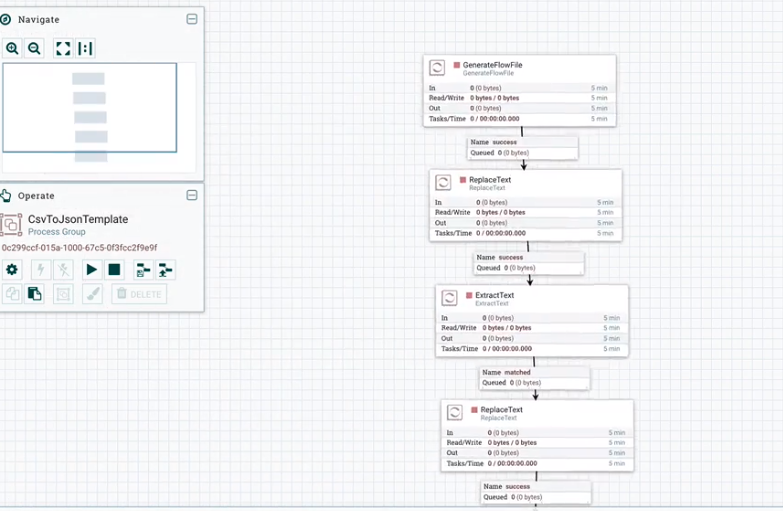 Navigate
Operate
CsvToJsonTemplate
Process Group
0c299ccf-015a-1000-67c5-0f3fcc2f9e9f
DELETE
GenerateFlowFile
GenerateFlowFile
In 0 (0 bytes) 5 min
Read/Write 0 bytes / 0 bytes 5 min
Out 0 (0 bytes) 5 min
Tasks/Time 0 / 00:00:00.000 5 min
Name success
Queued 0 (0 bytes)
ReplaceText
ReplaceText
In 0 (0 bytes) 5 min
Read/Write 0 bytes / 0 bytes 5 min
Out 0 (0 bytes) 5 min
Tasks/Time 0 / 00:00:00.000 5 min
Name success
Queued 0 (0 bytes)
ExtractText
ExtractText
In 0 (0 bytes) 5 min
Read/Write 0 bytes / 0 bytes 5 min
Out 0 (0 bytes) 5 min
Tasks/Time 0 / 00:00:00.000 5 min
Name matched
Queued 0 (0 bytes)
ReplaceText
ReplaceText
In 0 (0 bytes) 5 min
Read/Write 0 bytes / 0 bytes 5 min
Out 0 (0 bytes) 5 min
Tasks/Time 0 / 00:00:00.000 5 min
Name success
Queued 0 (0 bytes)